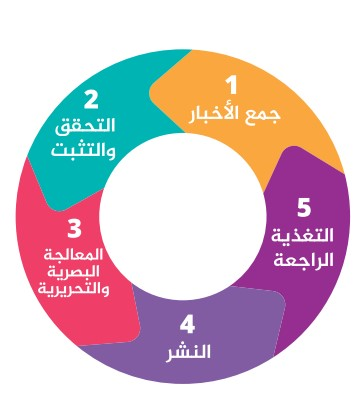 1
جمع الأخبار
2
التحقق
والتثبت
3
المعالجة
البصرية
والتحريرية
4
النشر
5
التغذية
الراجعة